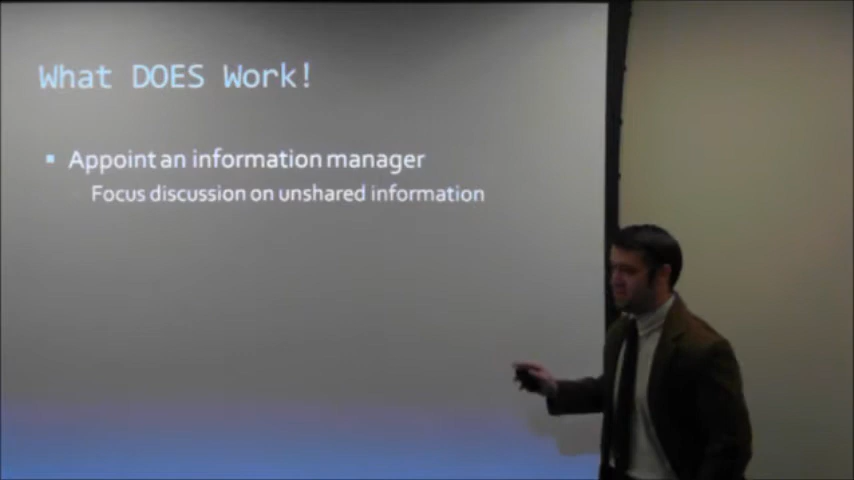 What DOES Work!
Appoint an information manager
Focus discussion on unshared information